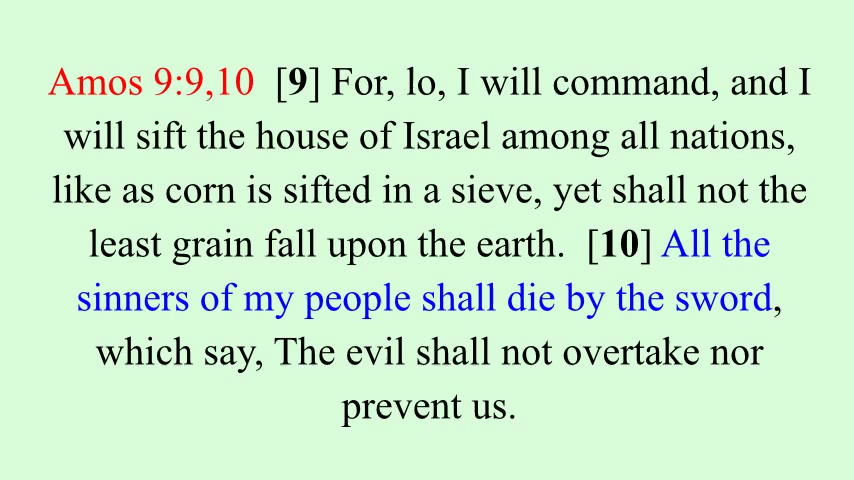 Amos 9:9,10  [9] For, lo, I will command, and I
will sift the house of Israel among all nations,
like as corn is sifted in a sieve, yet shall not the
least grain fall upon the earth.  [10] All the
sinners of my people shall die by the sword,
which say, The evil shall not overtake nor
prevent us.